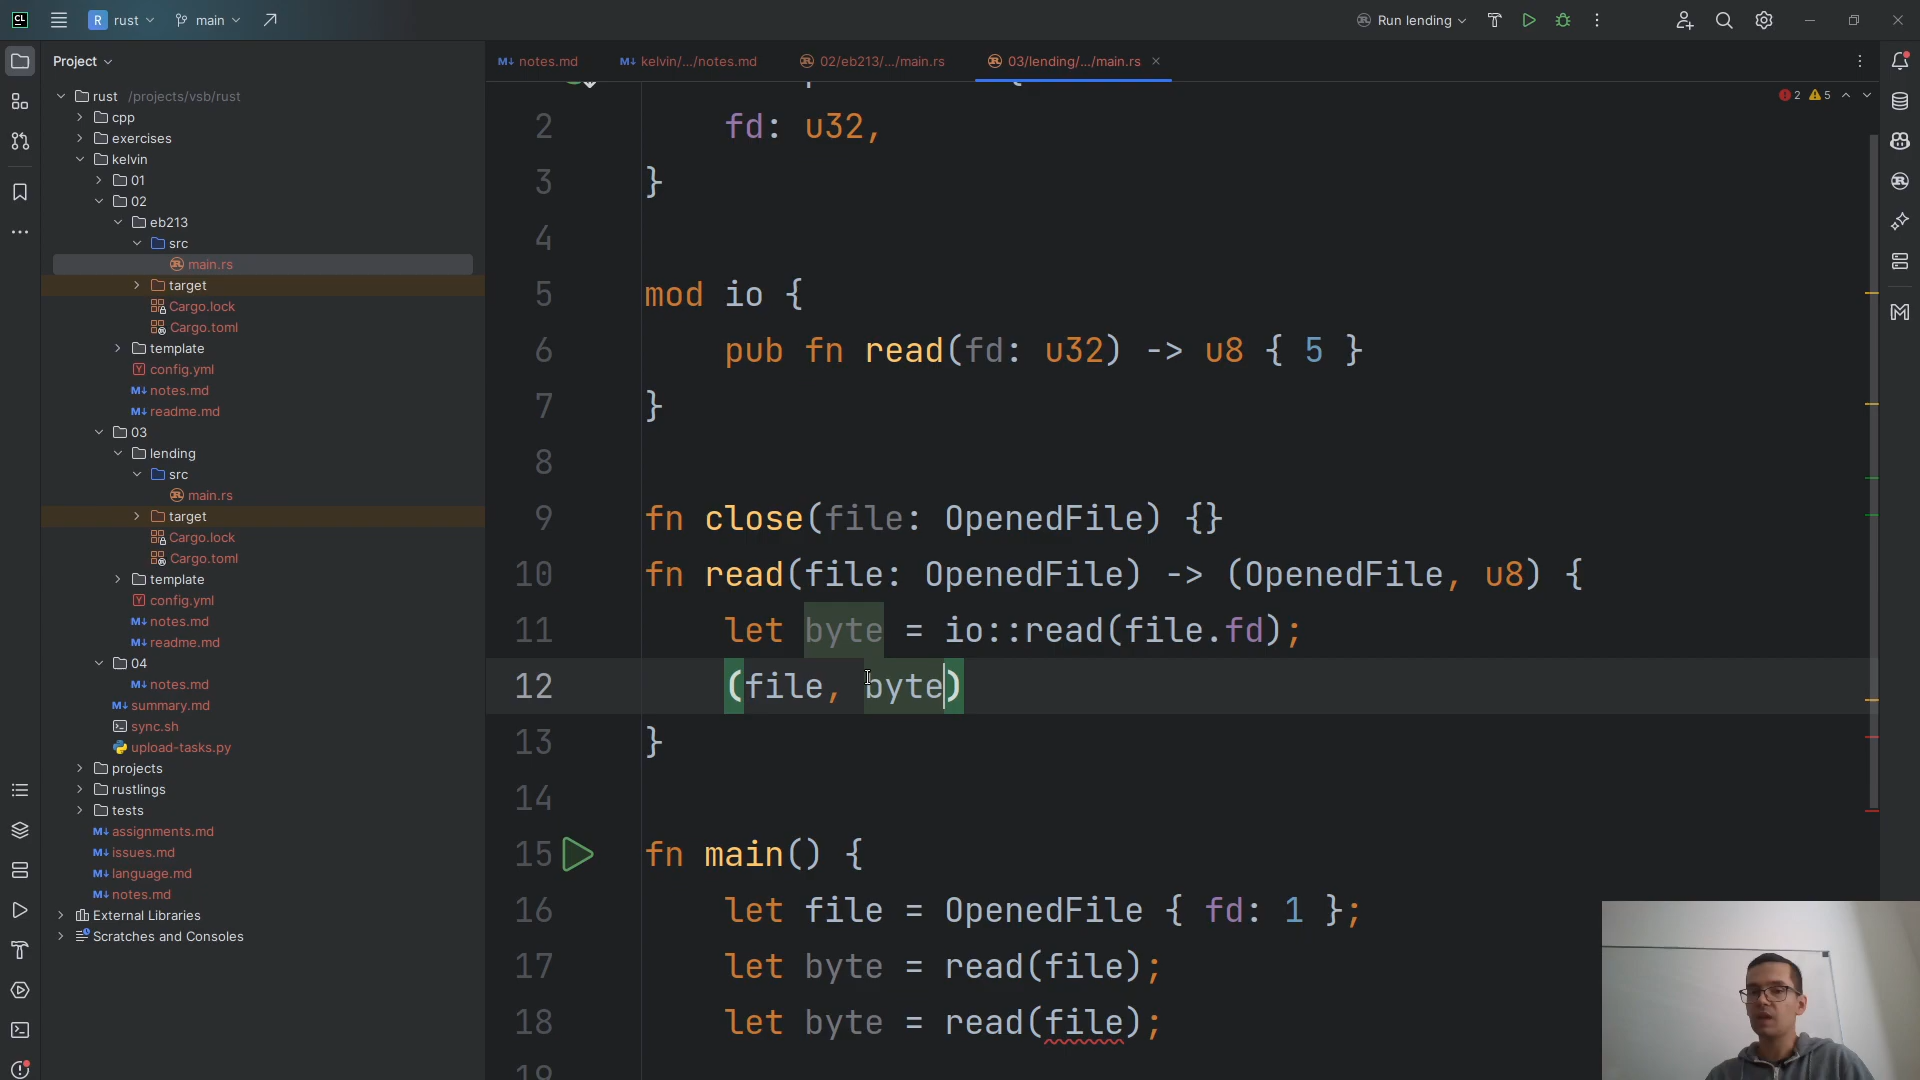 CL
R rust
main
Run lending
Project
notes.md
kelvin/.../notes.md
02/eb213/.../main.rs
03/lending/.../main.rs
2 5
rust /projects/vsb/rust
cpp
exercises
kelvin
01
02
eb213
src
main.rs
target
Cargo.lock
Cargo.toml
template
config.yml
notes.md
readme.md
03
lending
src
main.rs
target
Cargo.lock
Cargo.toml
template
config.yml
notes.md
readme.md
04
notes.md
summary.md
sync.sh
upload-tasks.py
projects
rustlings
tests
assignments.md
issues.md
language.md
notes.md
External Libraries
Scratches and Consoles
2 fd: u32,
3 }
4
5 mod io {
6 pub fn read(fd: u32) -> u8 { 5 }
7 }
8
9 fn close(file: OpenedFile) {}
10 fn read(file: OpenedFile) -> (OpenedFile, u8) {
11 let byte = io::read(file.fd);
12 (file, byte)
13 }
14
15 fn main() {
16 let file = OpenedFile { fd: 1 };
17 let byte = read(file);
18 let byte = read(file);
19